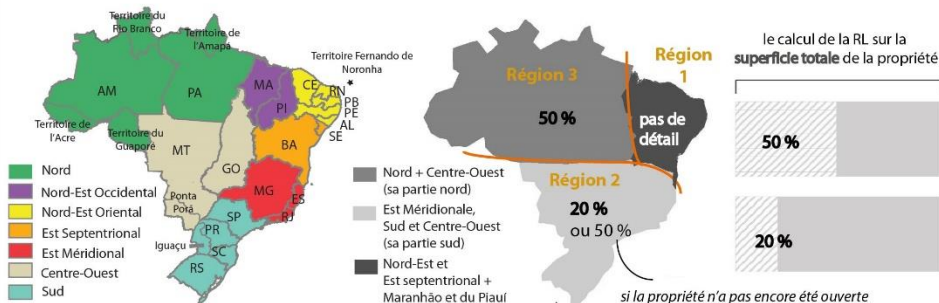 Territoire du
Rio Branco
Territoire de
l'Amapa
Territoire Fernando de
Noronha
AM
PA
MA
CE
RN
PB
PE
AL
SE
PI
BA
Territoire
de l'Acre
Territoire du
Guaporé
MT
GO
MG
ES
RJ
Ponta
Porã
SP
PR
Iguaçu
SC
RS
Nord
Nord-Est Occidental
Nord-Est Oriental
Est Septentrional
Est Méridional
Centre-Ouest
Sud
Région 3
50 %
Région
1
pas de
détail
Région 2
20 %
ou 50 %
Nord + Centre-Ouest
(sa partie nord)
Est Méridionale,
Sud et Centre-Ouest
(sa partie sud)
Nord-Est et
Est septentrional +
Maranhão et du Piauí
si la propriété n'a pas encore été ouverte
le calcul de la RL sur la
superficie totale de la propriété
50 %
20 %